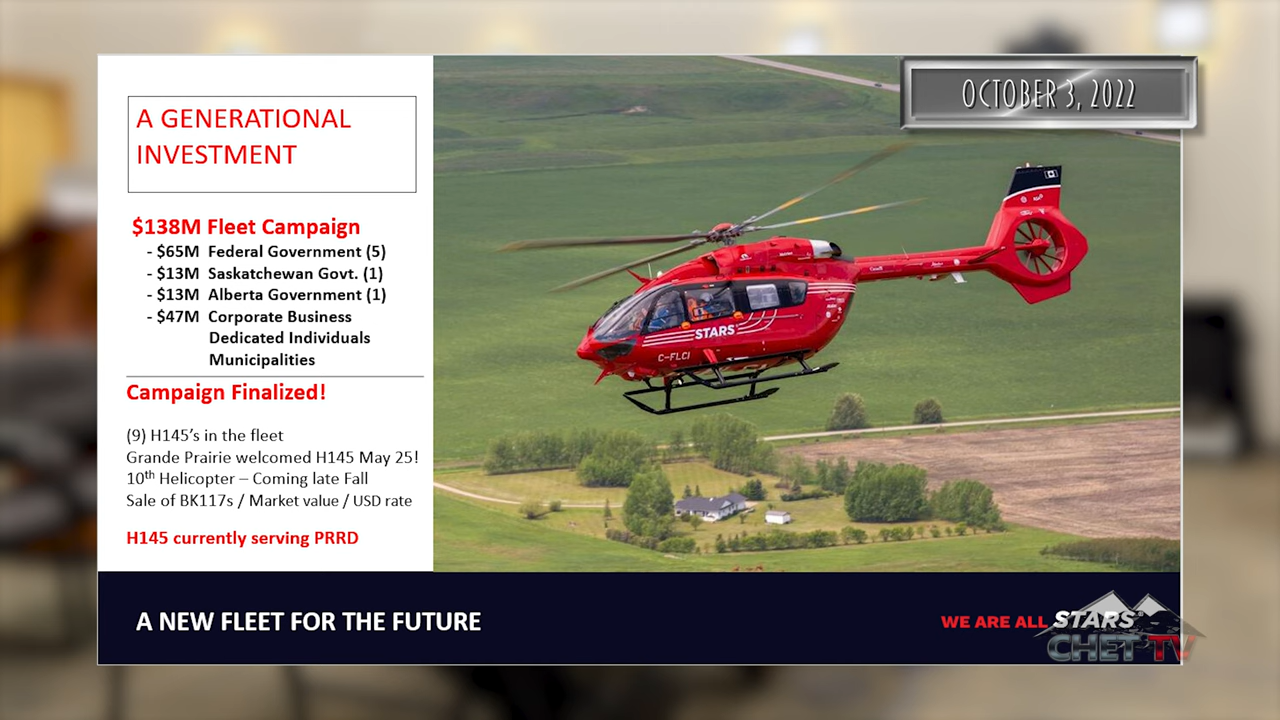 OCTOBER 3, 2022
A GENERATIONAL
INVESTMENT
$138M Fleet Campaign
- $65M Federal Government (5)
- $13M Saskatchewan Govt. (1)
- $13M Alberta Government (1)
- $47M Corporate Business
Dedicated Individuals
Municipalities
Campaign Finalized!
(9) H145's in the fleet
Grande Prairie welcomed H145 May 25!
10th Helicopter – Coming late Fall
Sale of BK117s / Market value / USD rate
H145 currently serving PRRD
STARS
C-FLCI
A NEW FLEET FOR THE FUTURE
WE ARE ALL STARS
CHET TV